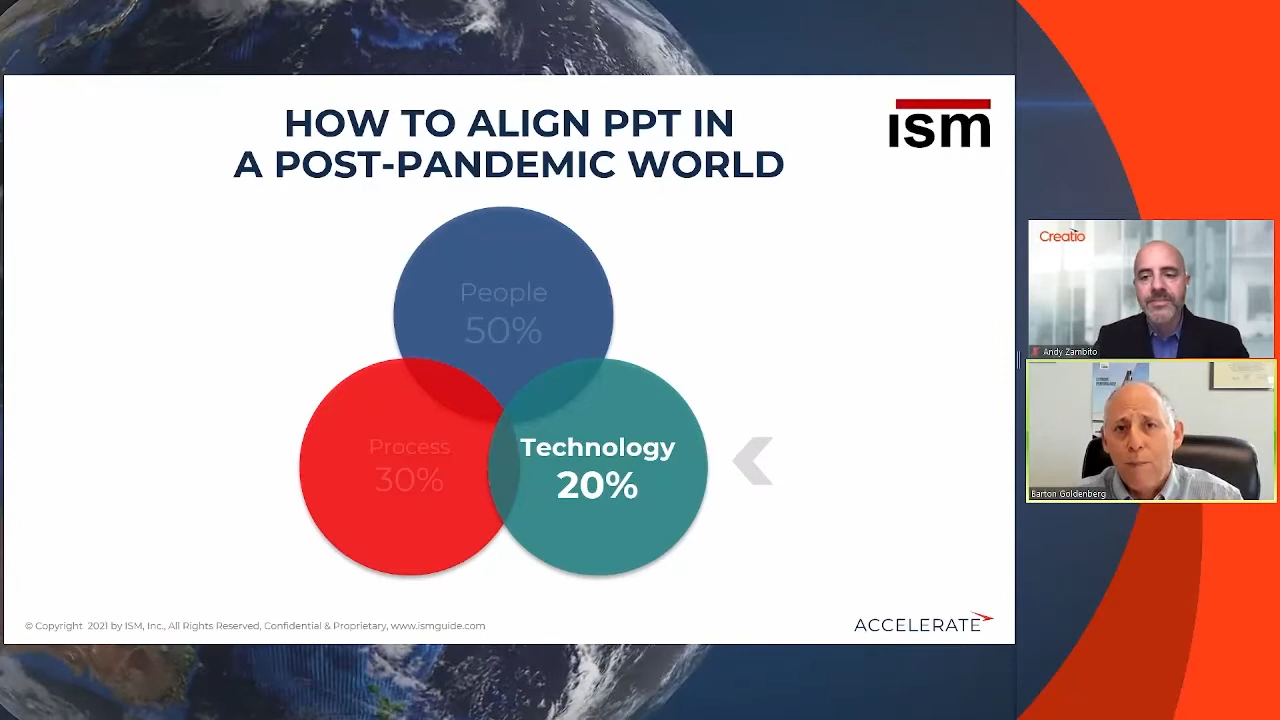 HOW TO ALIGN PPT IN
A POST-PANDEMIC WORLD
ism
People
50%
Process
30%
Technology
20%
© Copyright 2021 by ISM, Inc., All Rights Reserved, Confidential & Proprietary, www.ismguide.com
ACCELERATE
Creatio
Andy Zambito
Barton Goldenberg